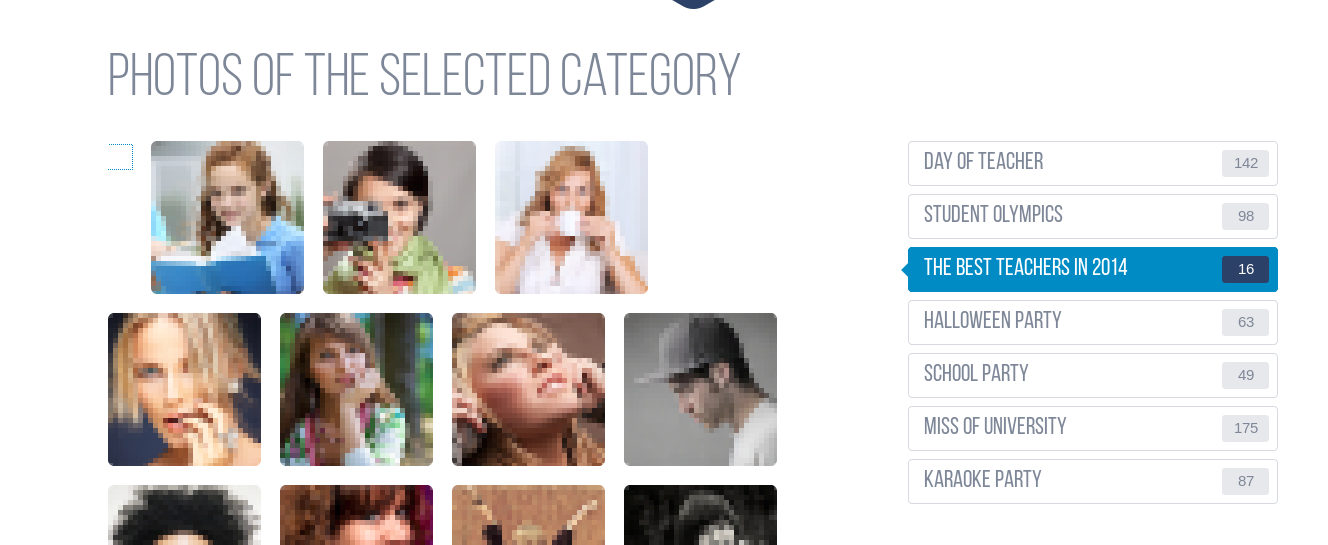 PHOTOS OF THE SELECTED CATEGORY
DAY OF TEACHER 142
STUDENT OLYMPICS 98
THE BEST TEACHERS IN 2014 16
HALLOWEEN PARTY 63
SCHOOL PARTY 49
MISS OF UNIVERSITY 175
KARAOKE PARTY 87